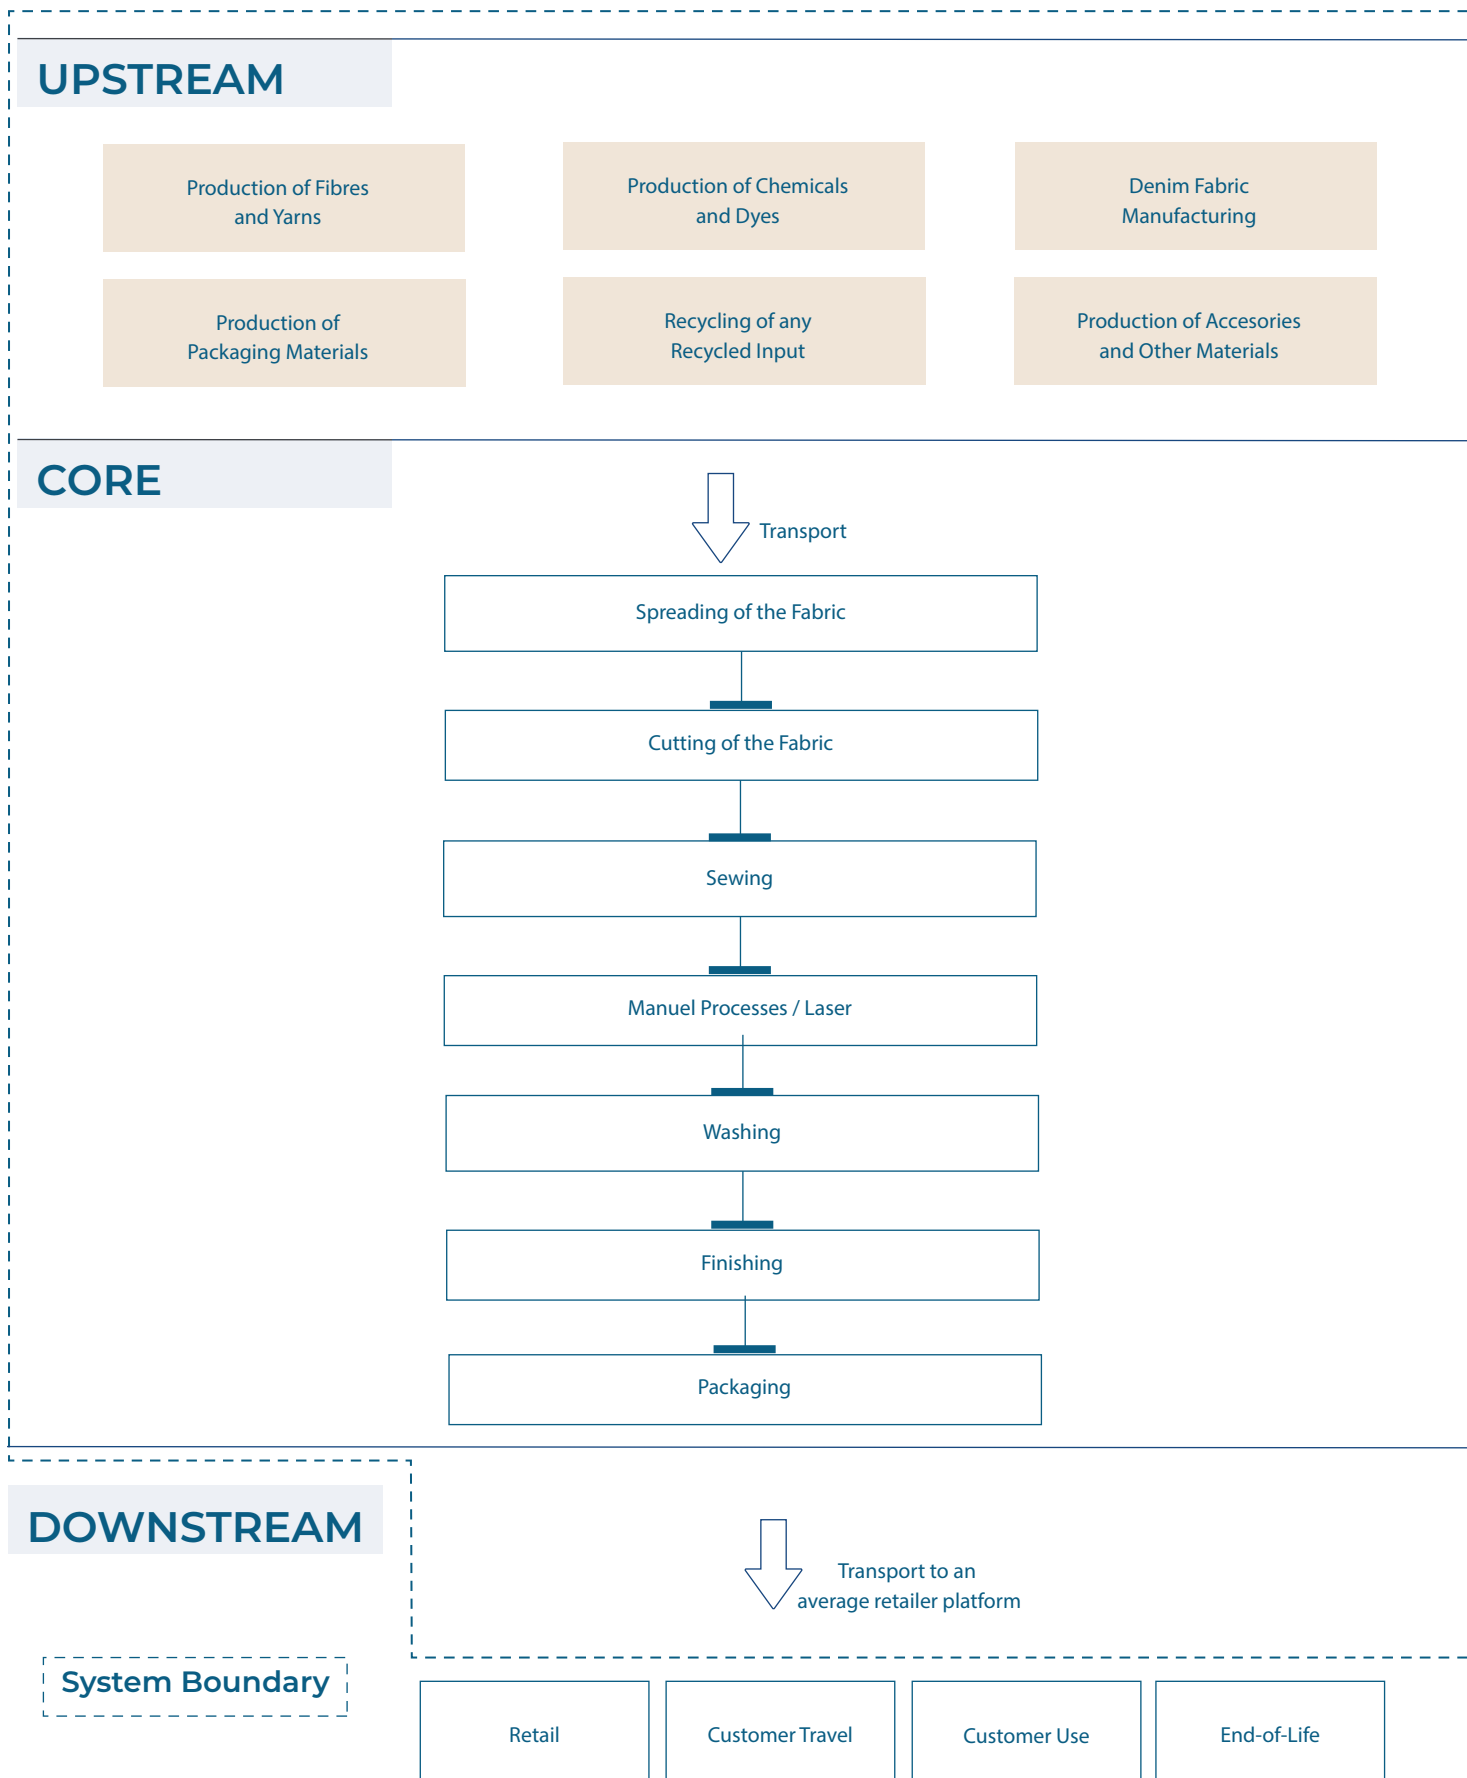 UPSTREAM
Production of Fibres
and Yarns
Production of Chemicals
and Dyes
Denim Fabric
Manufacturing
Production of
Packaging Materials
Recycling of any
Recycled Input
Production of Accesories
and Other Materials
CORE
Transport
Spreading of the Fabric
Cutting of the Fabric
Sewing
Manuel Processes / Laser
Washing
Finishing
Packaging
DOWNSTREAM
Transport to an
average retailer platform
System Boundary
Retail
Customer Travel
Customer Use
End-of-Life